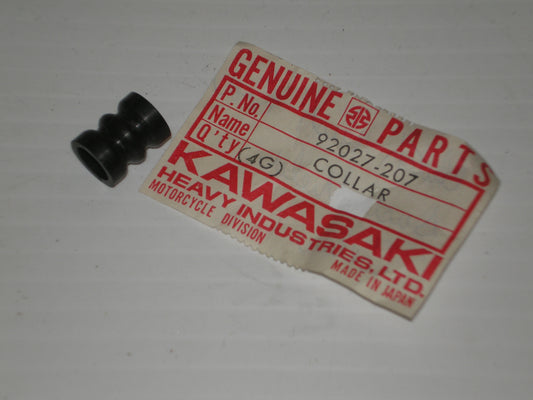 GENUINE PARTS
P. No. 92027-207
Name COLLAR
Q'ty (4G)
KAWASAKI
HEAVY INDUSTRIES, LTD.
MOTORCYCLE DIVISION MADE IN JAPAN